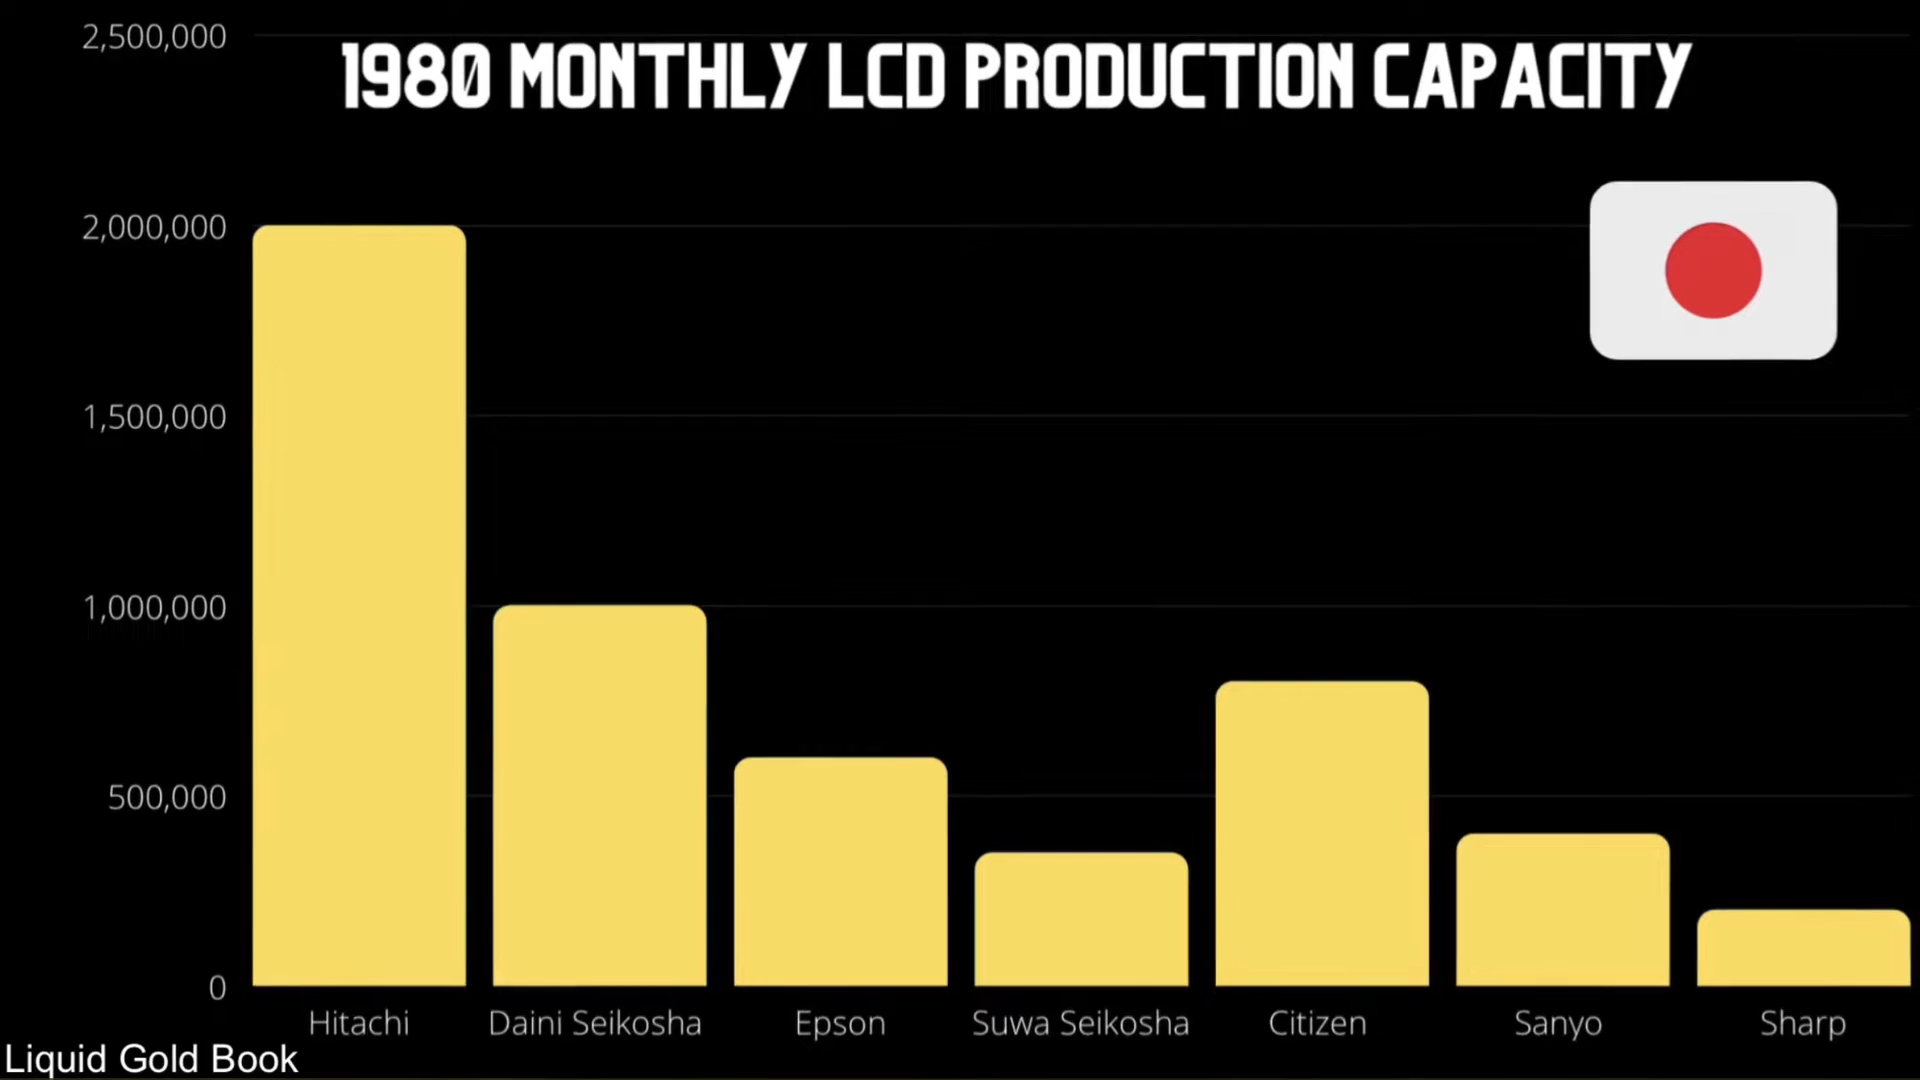 1980 MONTHLY LCD PRODUCTION CAPACITY
2,500,000
2,000,000
1,500,000
1,000,000
500,000
0
Hitachi Daini Seikosha Epson Suwa Seikosha Citizen Sanyo Sharp
Liquid Gold Book